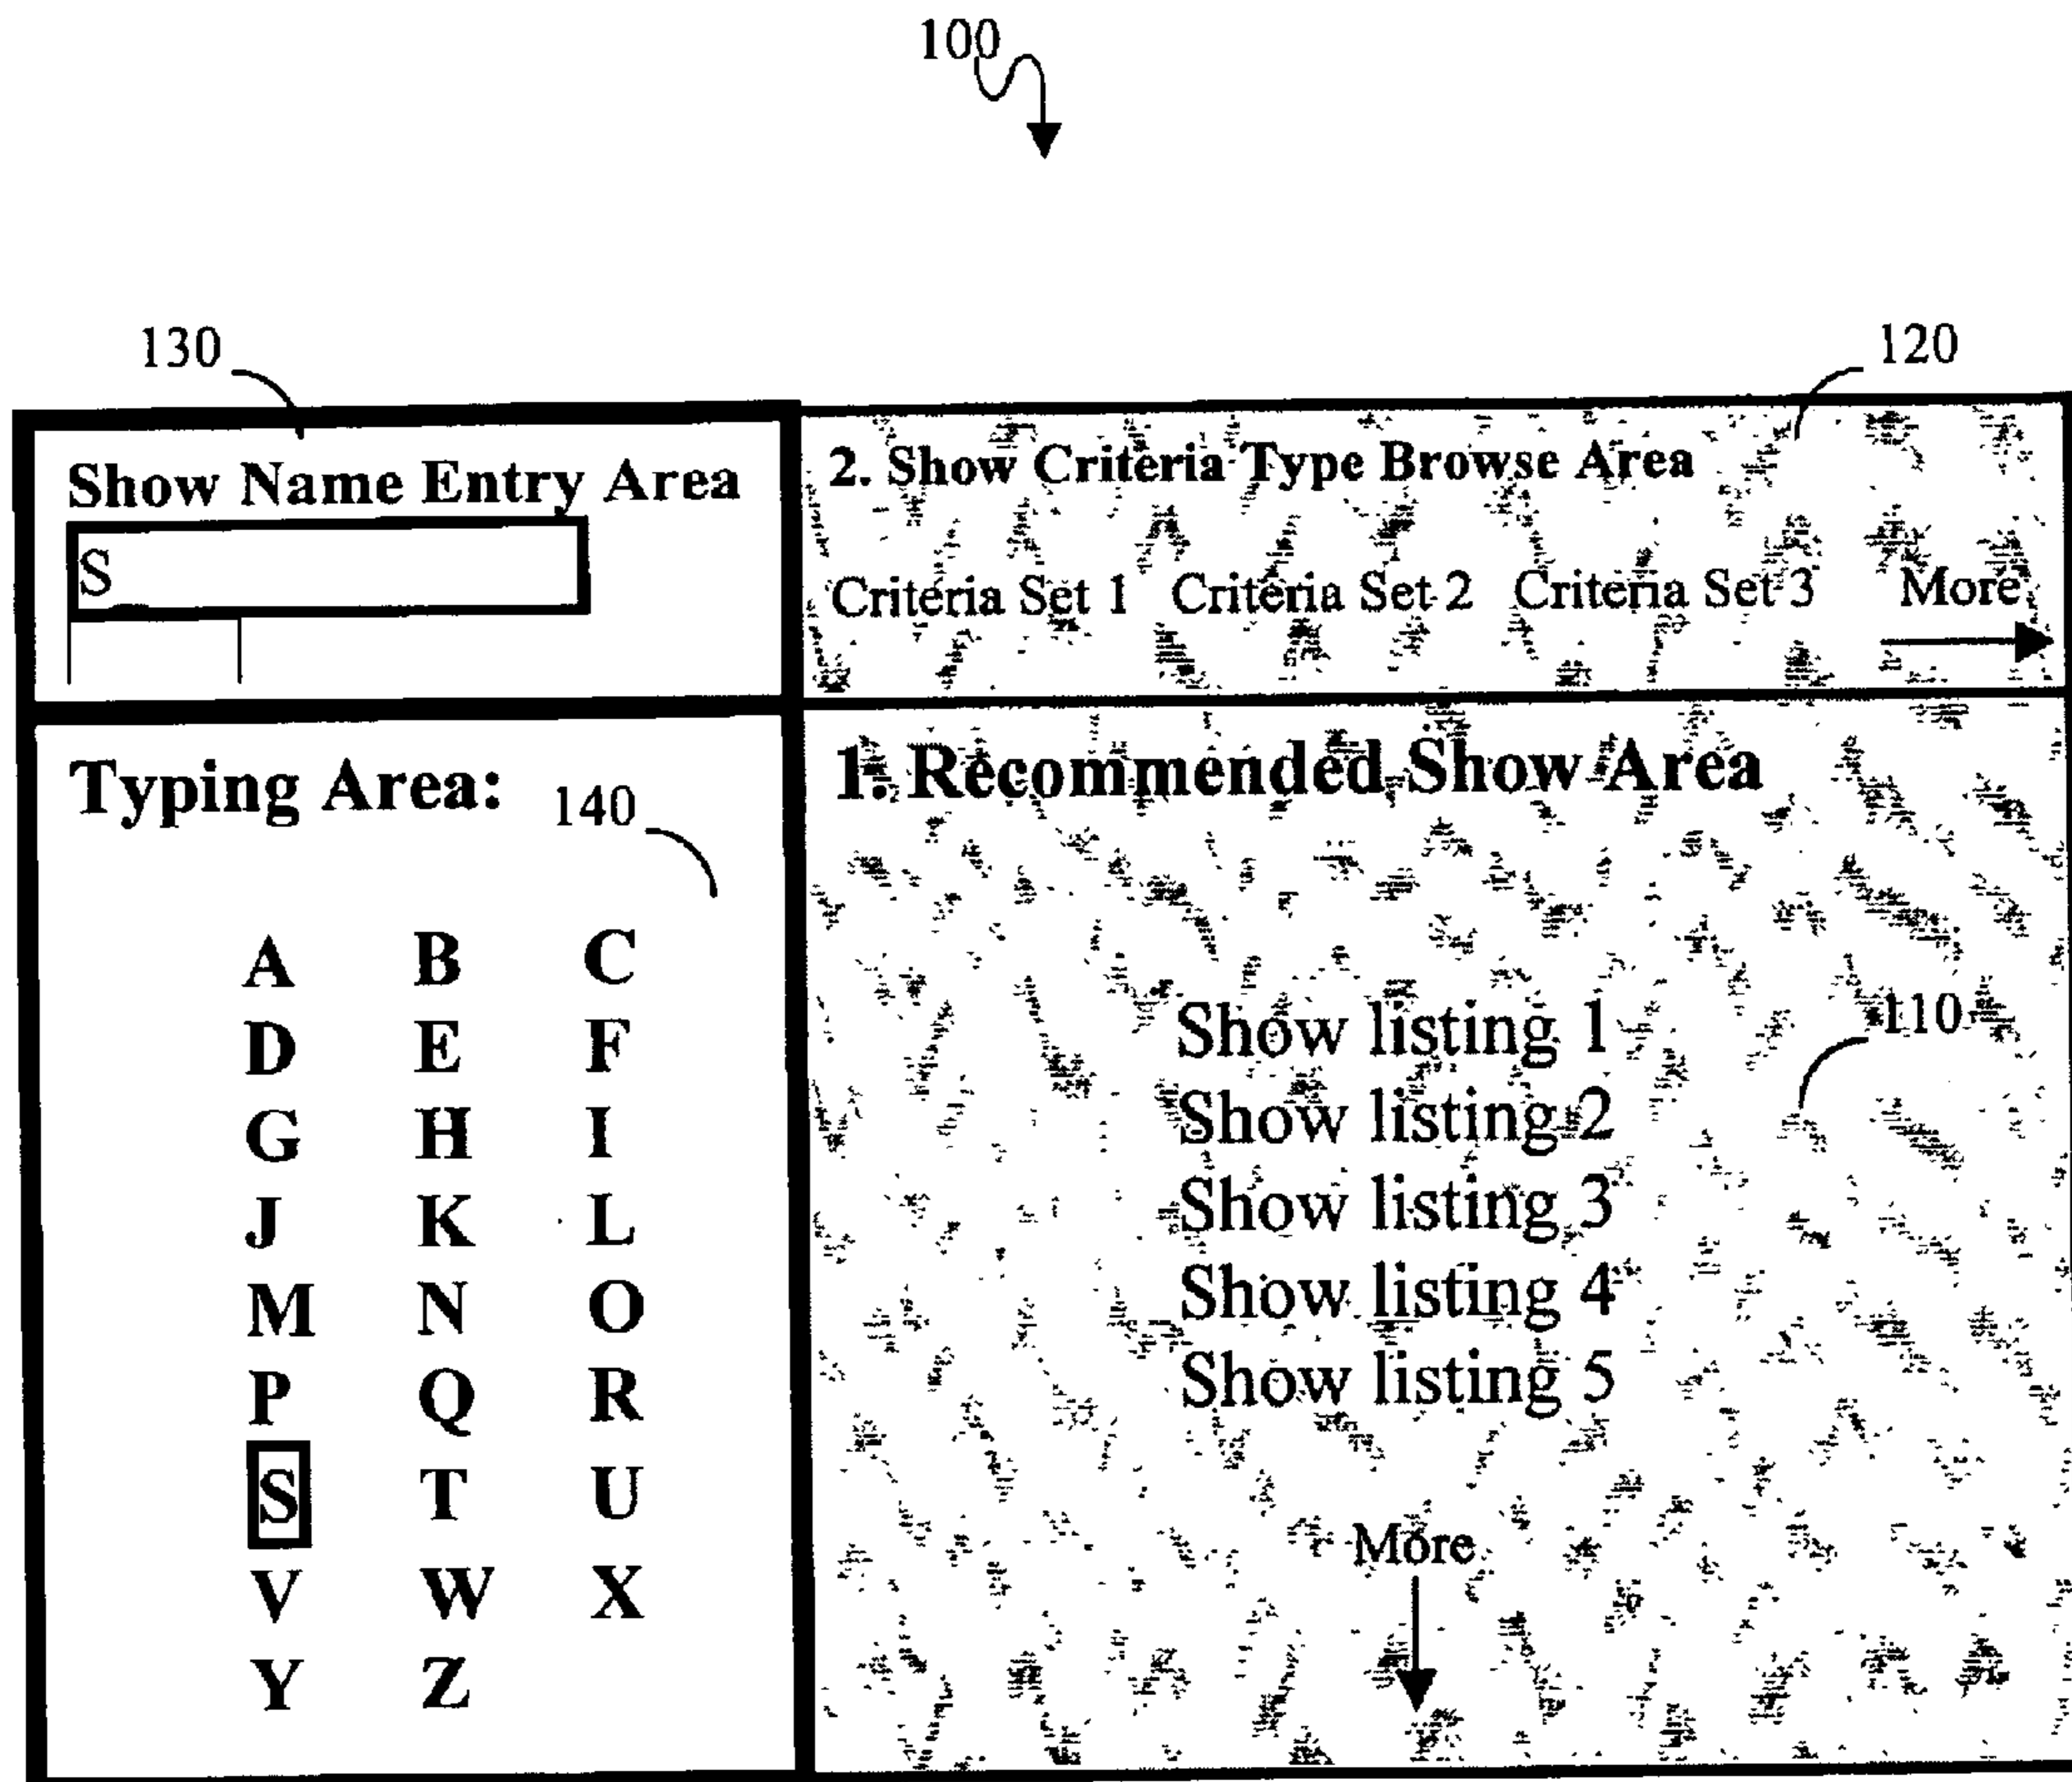 100
130
120
Show Name Entry Area
S
2. Show Criteria Type Browse Area
Criteria Set 1 Criteria Set 2 Criteria Set 3 More
Typing Area:
140
A B C
D E F
G H I
J K L
M N O
P Q R
S T U
V W X
Y Z
1. Recommended Show Area
110
Show listing 1
Show listing 2
Show listing 3
Show listing 4
Show listing 5
More